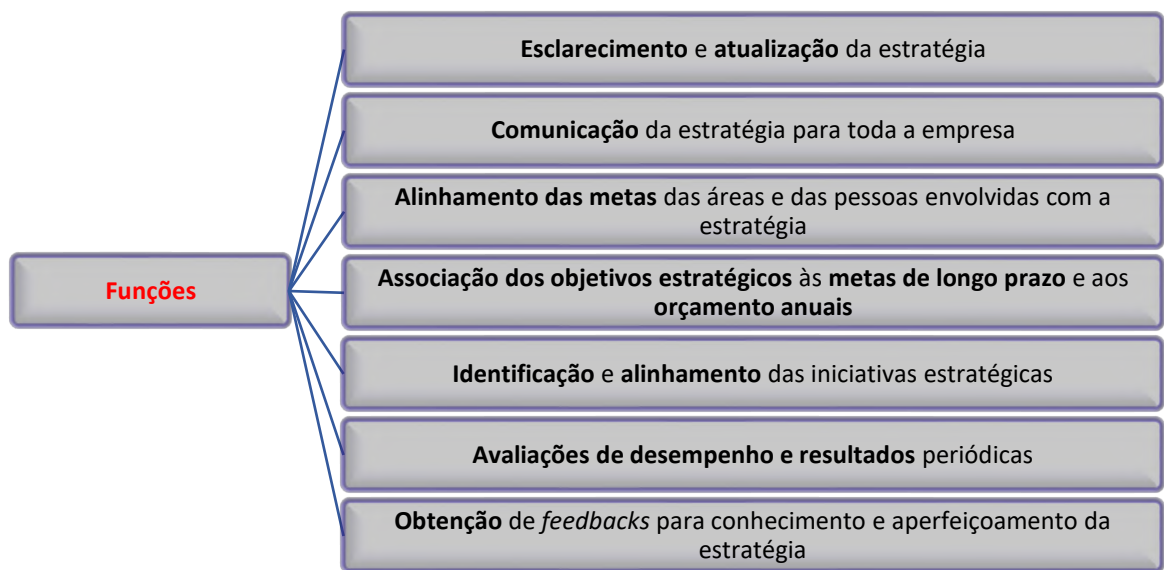 Esclarecimento e atualização da estratégia
Comunicação da estratégia para toda a empresa
Alinhamento das metas das áreas e das pessoas envolvidas com a
estratégia
Funções
Associação dos objetivos estratégicos às metas de longo prazo e aos
orçamento anuais
Identificação e alinhamento das iniciativas estratégicas
Avaliações de desempenho e resultados periódicas
Obtenção de feedbacks para conhecimento e aperfeiçoamento da
estratégia